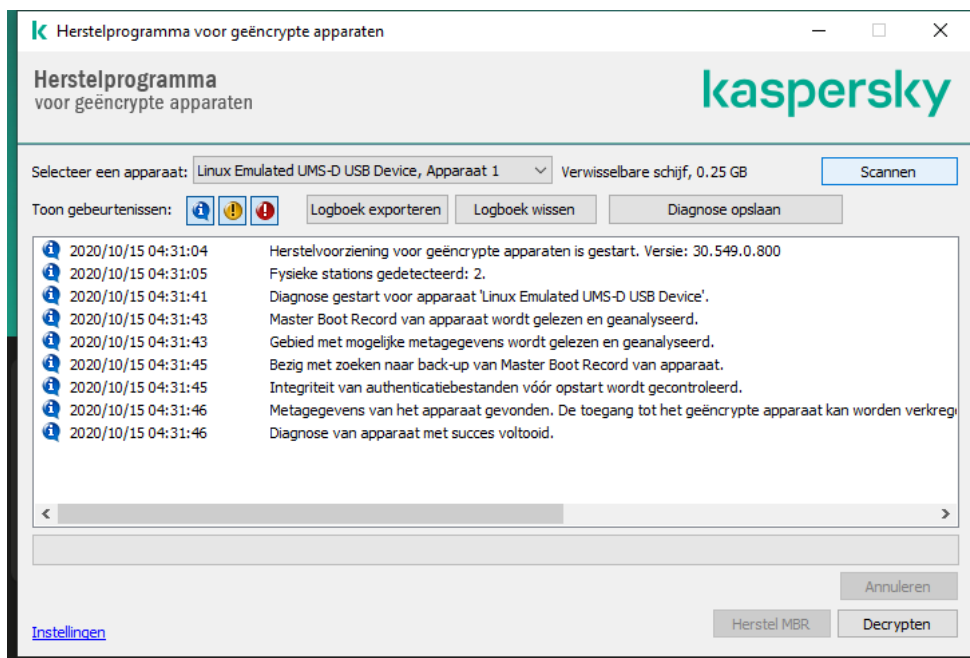 Herstelprogramma voor geëncrypte apparaten
Herstelprogramma
voor geëncrypte apparaten
kaspersky
Selecteer een apparaat: Linux Emulated UMS-D USB Device, Apparaat 1 Verwisselbare schijf, 0.25 GB Scannen
Toon gebeurtenissen: Logboek exporteren Logboek wissen Diagnose opslaan
2020/10/15 04:31:04 Herstelvoorziening voor geëncrypte apparaten is gestart. Versie: 30.549.0.800
2020/10/15 04:31:05 Fysieke stations gedetecteerd: 2.
2020/10/15 04:31:41 Diagnose gestart voor apparaat 'Linux Emulated UMS-D USB Device'.
2020/10/15 04:31:43 Master Boot Record van apparaat wordt gelezen en geanalyseerd.
2020/10/15 04:31:43 Gebied met mogelijke metagegevens wordt gelezen en geanalyseerd.
2020/10/15 04:31:45 Bezig met zoeken naar back-up van Master Boot Record van apparaat.
2020/10/15 04:31:45 Integriteit van authenticatiebestanden vóór opstart wordt gecontroleerd.
2020/10/15 04:31:46 Metagegevens van het apparaat gevonden. De toegang tot het geëncrypte apparaat kan worden verkreg
2020/10/15 04:31:46 Diagnose van apparaat met succes voltooid.
Annuleren
Instellingen Herstel MBR Decrypten